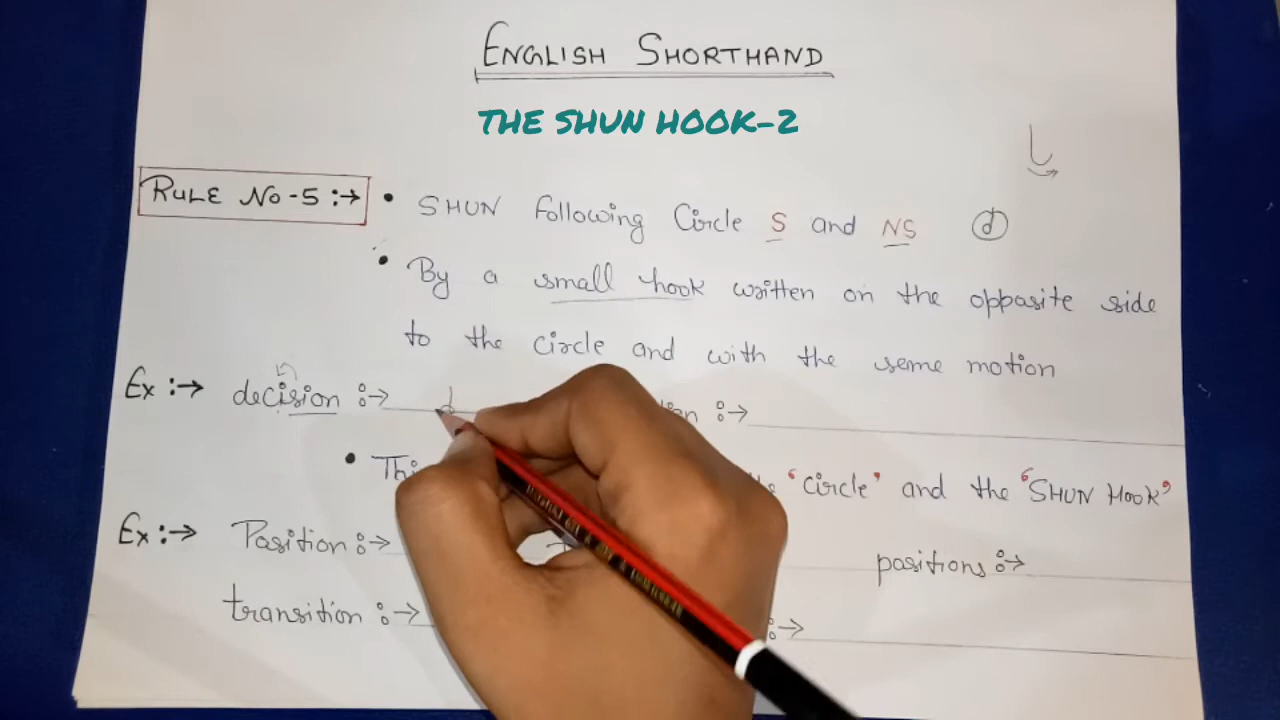 ENGLISH SHORTHAND
THE SHUN HOOK-2
RULE NO-5 :→ • SHUN following Circle S and NS
• By a small hook written on the opposite side
to the circle and with the seme motion
Ex :→ decision :→ :→
• "Circle" and the "SHUN HOOK"
Ex :→ Position :→ positions :→
transition :→ :→